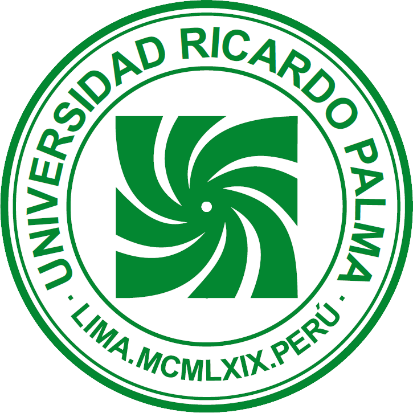 UNIVERSIDAD RICARDO PALMA
· LIMA.MCMLXIX.PERÚ ·